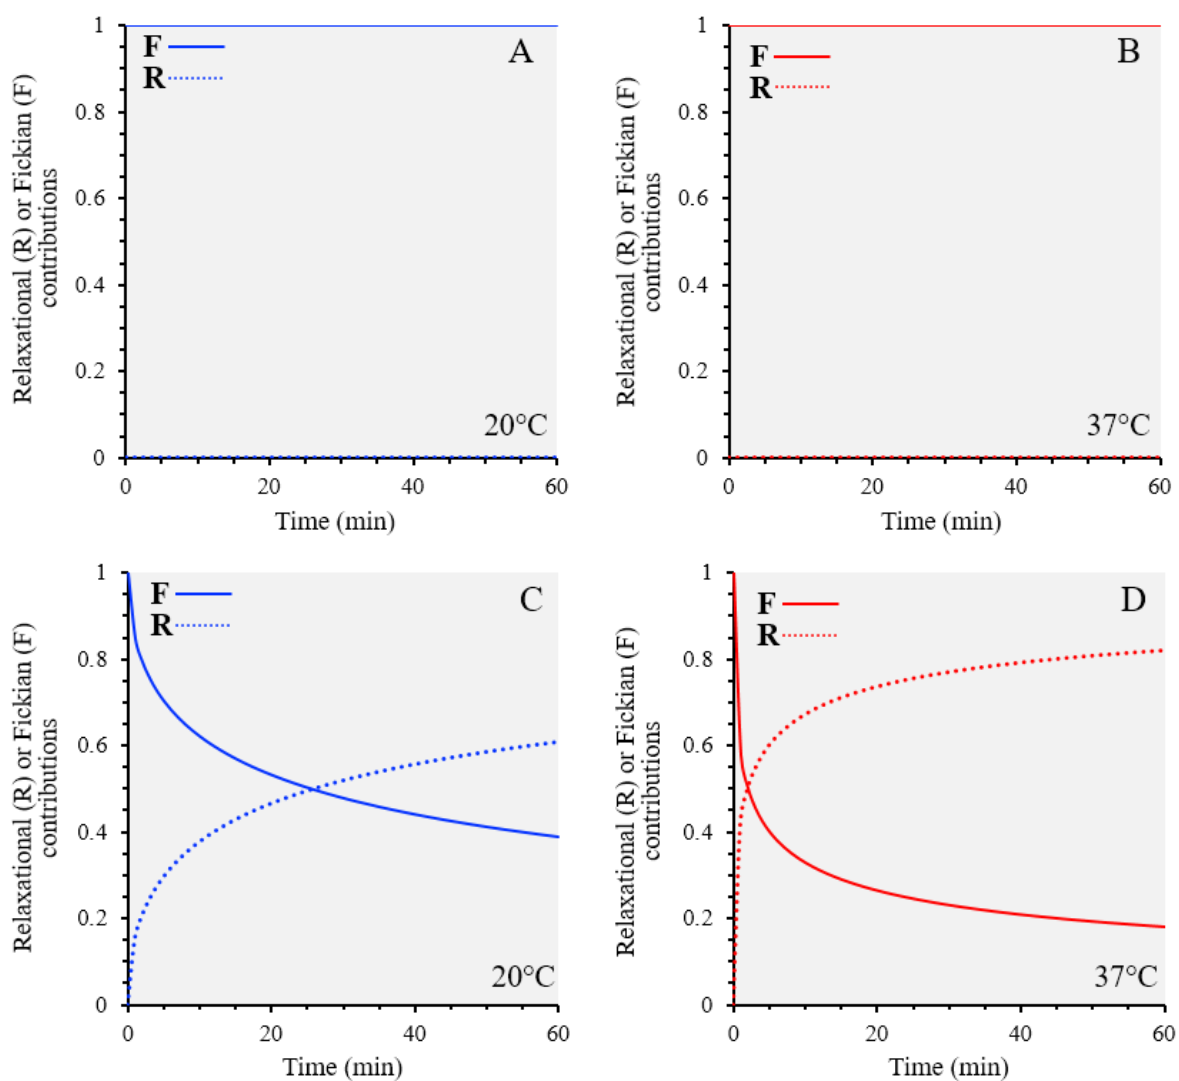 Relaxational (R) or Fickian (F)
contributions
1
0.8
0.6
0.4
0.2
0
F
R
A
20°C
0
20
40
60
Time (min)
Relaxational (R) or Fickian (F)
contributions
1
0.8
0.6
0.4
0.2
0
F
R
B
37°C
0
20
40
60
Time (min)
Relaxational (R) or Fickian (F)
contributions
1
0.8
0.6
0.4
0.2
0
F
R
C
20°C
0
20
40
60
Time (min)
Relaxational (R) or Fickian (F)
contributions
1
0.8
0.6
0.4
0.2
0
F
R
D
37°C
0
20
40
60
Time (min)